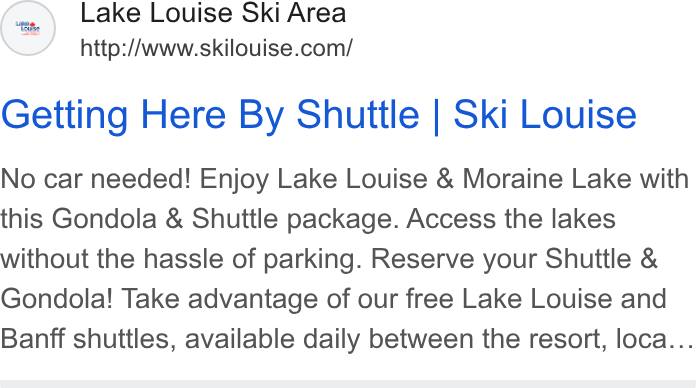 Lake Louise Ski Area
http://www.skilouise.com/
Getting Here By Shuttle | Ski Louise
No car needed! Enjoy Lake Louise & Moraine Lake with
this Gondola & Shuttle package. Access the lakes
without the hassle of parking. Reserve your Shuttle &
Gondola! Take advantage of our free Lake Louise and
Banff shuttles, available daily between the resort, loca…